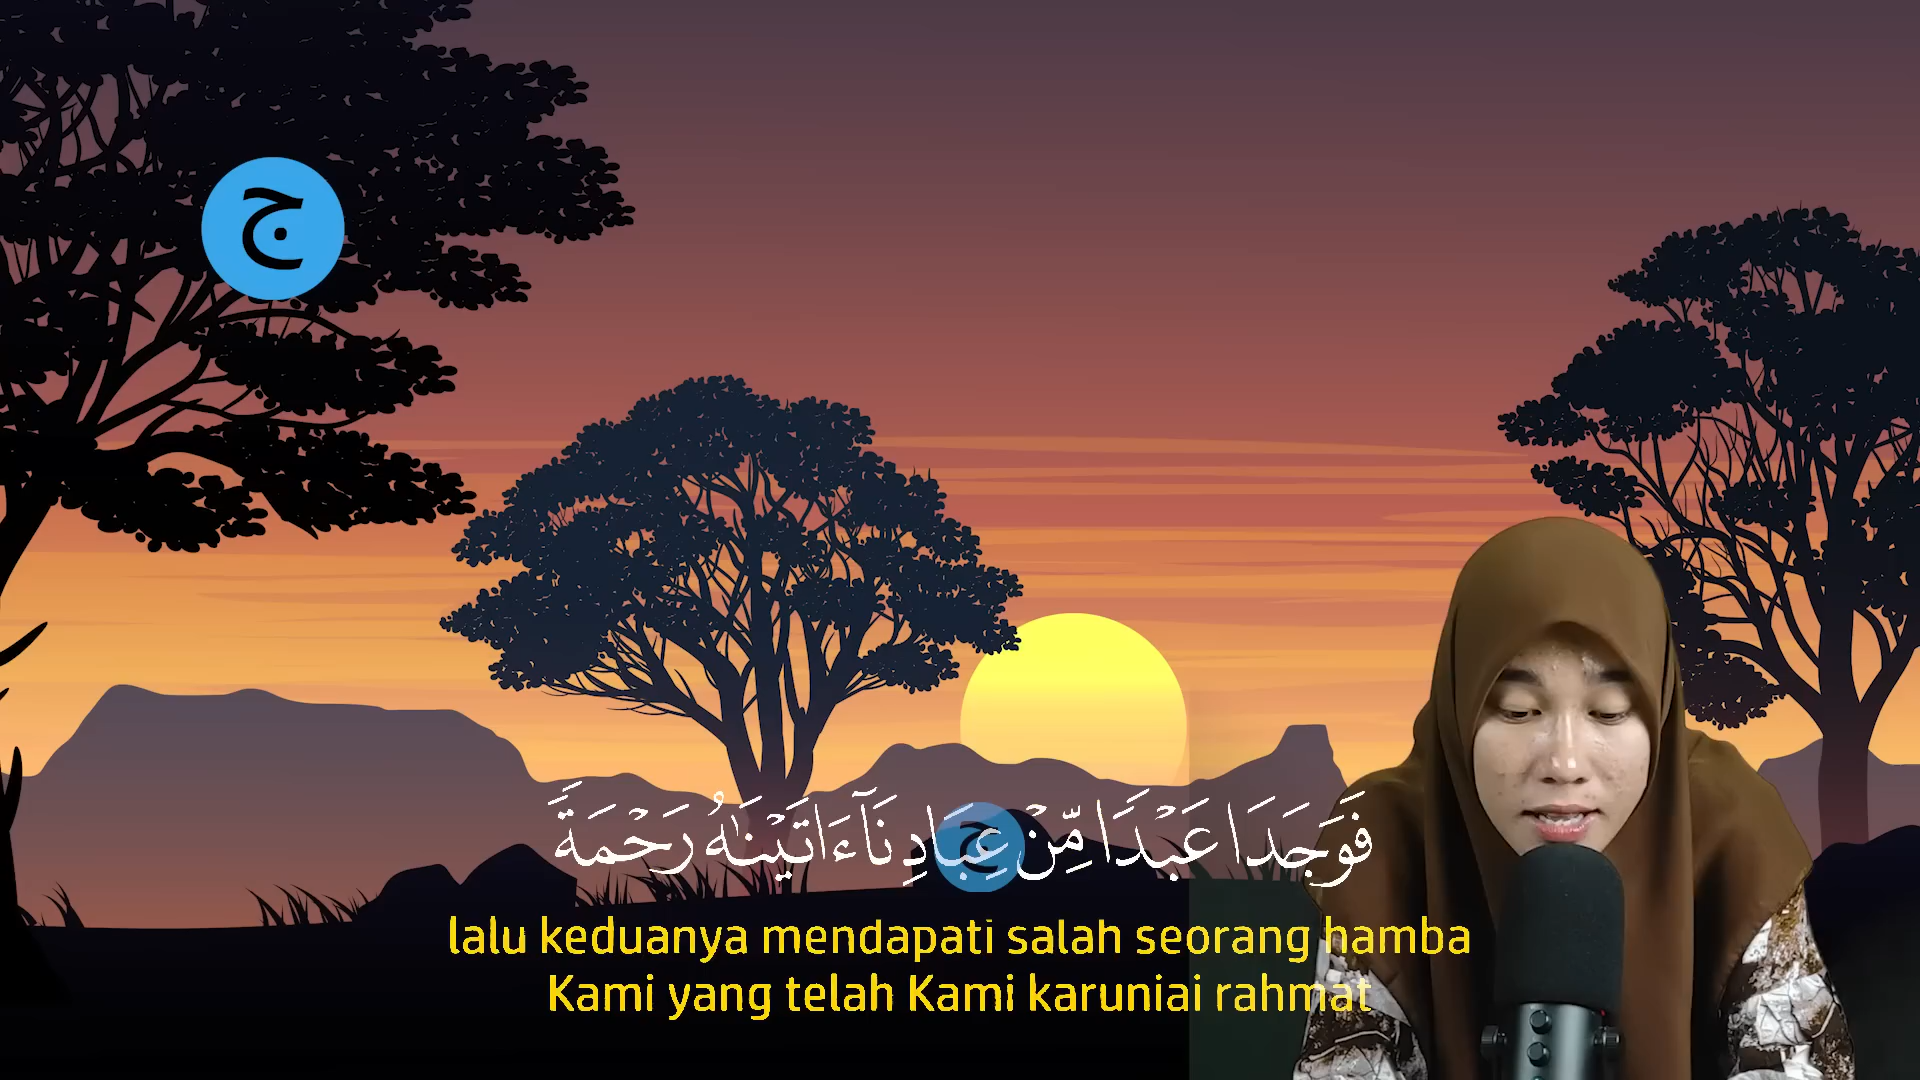 ج
فَوَجَدَا عَبْدًا مِّنْ عِبَادِنَآ ءَاتَيْنَٰهُ رَحْمَةً
ج
lalu keduanya mendapati salah seorang hamba
Kami yang telah Kami karuniai rahmat